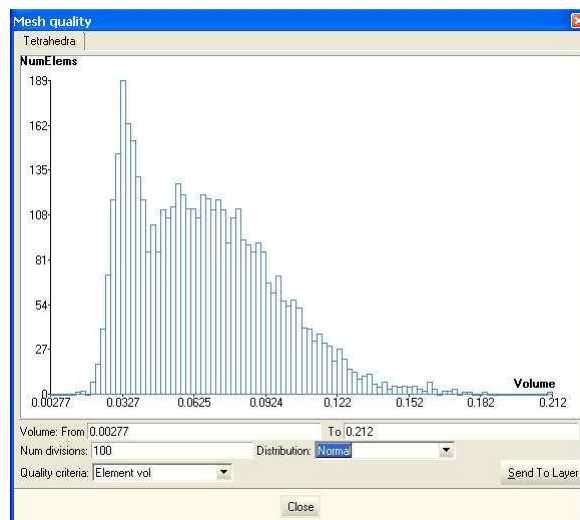 Mesh quality
Tetrahedra
NumElems
189
162
135
108
81
54
27
0
Volume
0.00277 0.0327 0.0625 0.0924 0.122 0.152 0.182 0.212
Volume: From 0.00277 To 0.212
Num divisions: 100 Distribution: Normal
Quality criteria: Element vol Send To Layer
Close